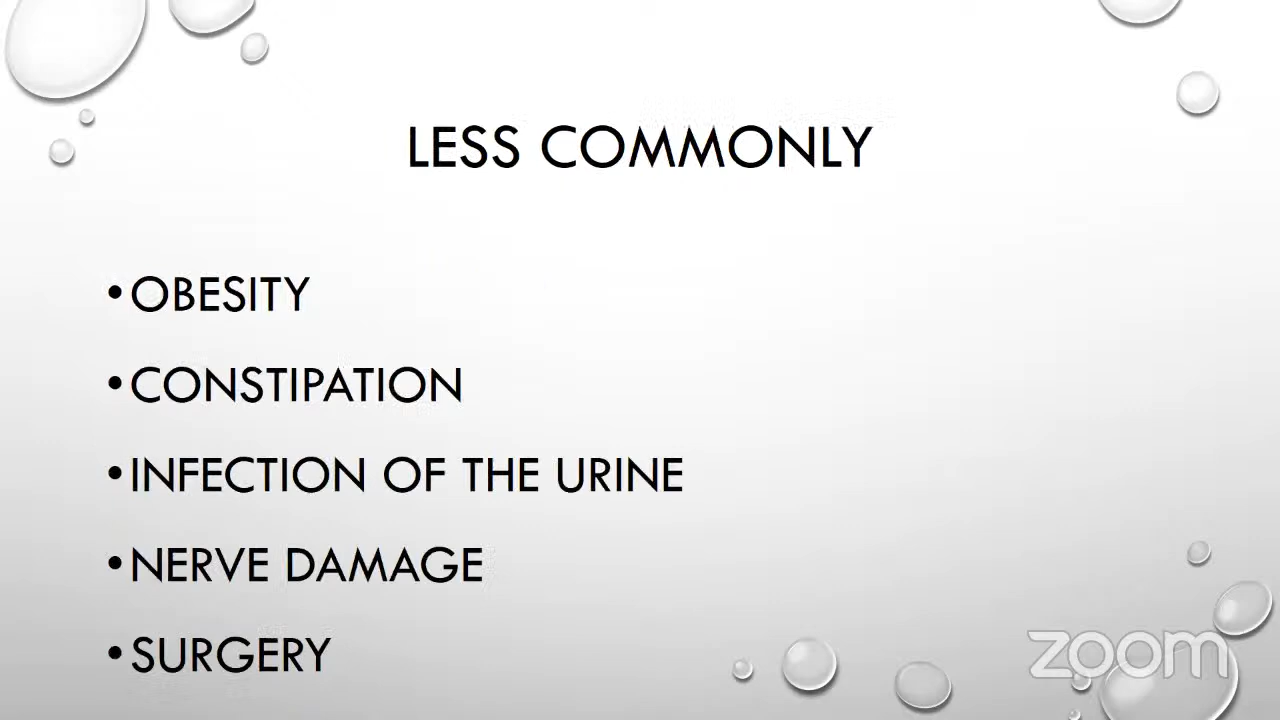 LESS COMMONLY
•OBESITY
•CONSTIPATION
•INFECTION OF THE URINE
•NERVE DAMAGE
•SURGERY
zoom